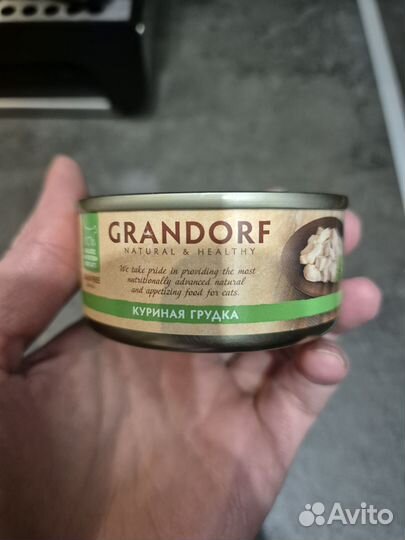 GRANDORF
NATURAL & HEALTHY
We take pride in providing the most
nutritionally advanced natural
and appetizing food for cats.
КУРИНАЯ ГРУДКА
Avito